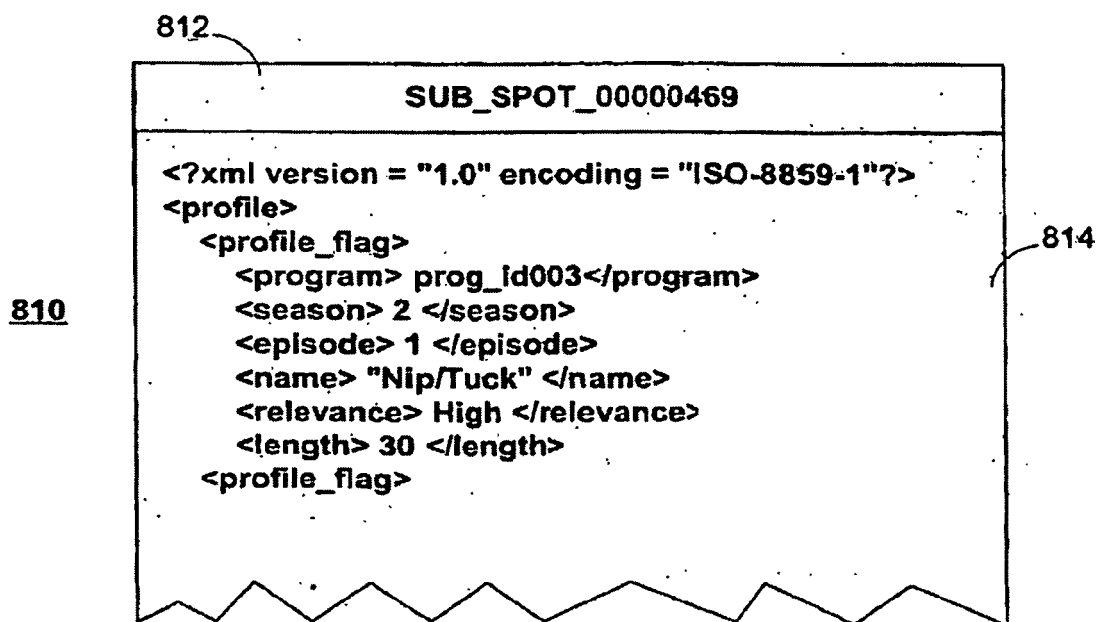 812
SUB_SPOT_00000469
<?xml version = "1.0" encoding = "ISO-8859-1"?>
<profile>
<profile_flag>
<program> prog_id003</program>
<season> 2 </season>
<episode> 1 </episode>
<name> "Nip/Tuck" </name>
<relevance> High </relevance>
<length> 30 </length>
<profile_flag>
814
810